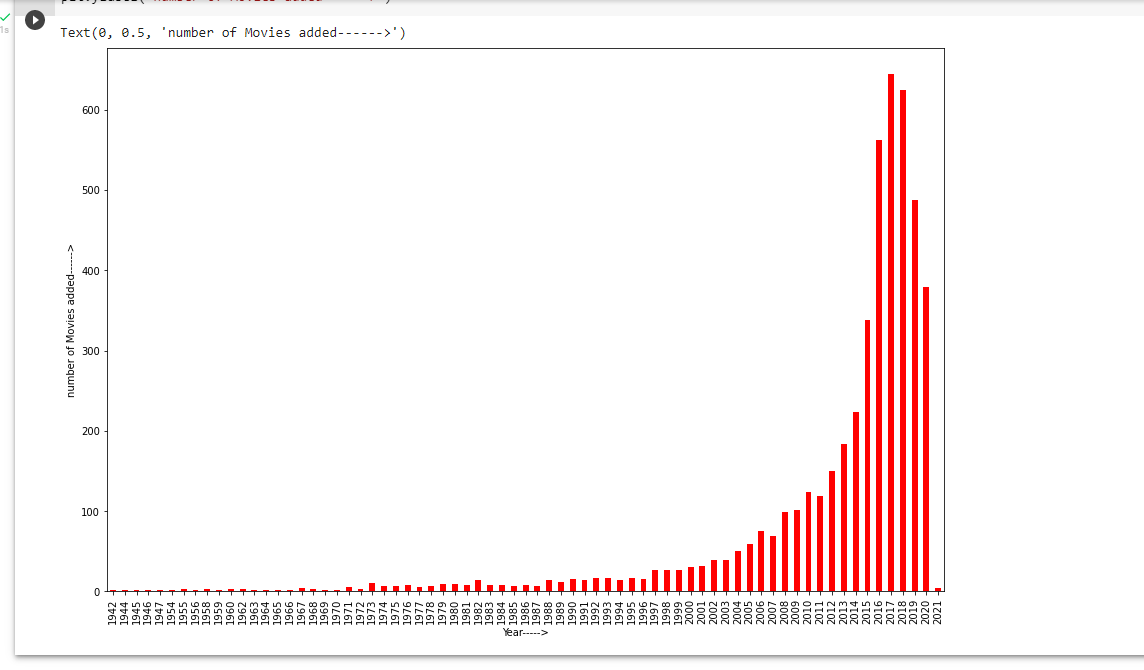 1s
Text(0, 0.5, 'number of Movies added------>')
600
500
400
300
200
100
0
number of Movies added------>
1942 1944 1945 1946 1947 1954 1955 1956 1958 1959 1960 1962 1963 1964 1965 1966 1967 1968 1969 1970 1971 1972 1973 1974 1975 1976 1977 1978 1979 1980 1981 1982 1983 1984 1985 1986 1987 1988 1989 1990 1991 1992 1993 1994 1995 1996 1997 1998 1999 2000 2001 2002 2003 2004 2005 2006 2007 2008 2009 2010 2011 2012 2013 2014 2015 2016 2017 2018 2019 2020 2021
Year----->